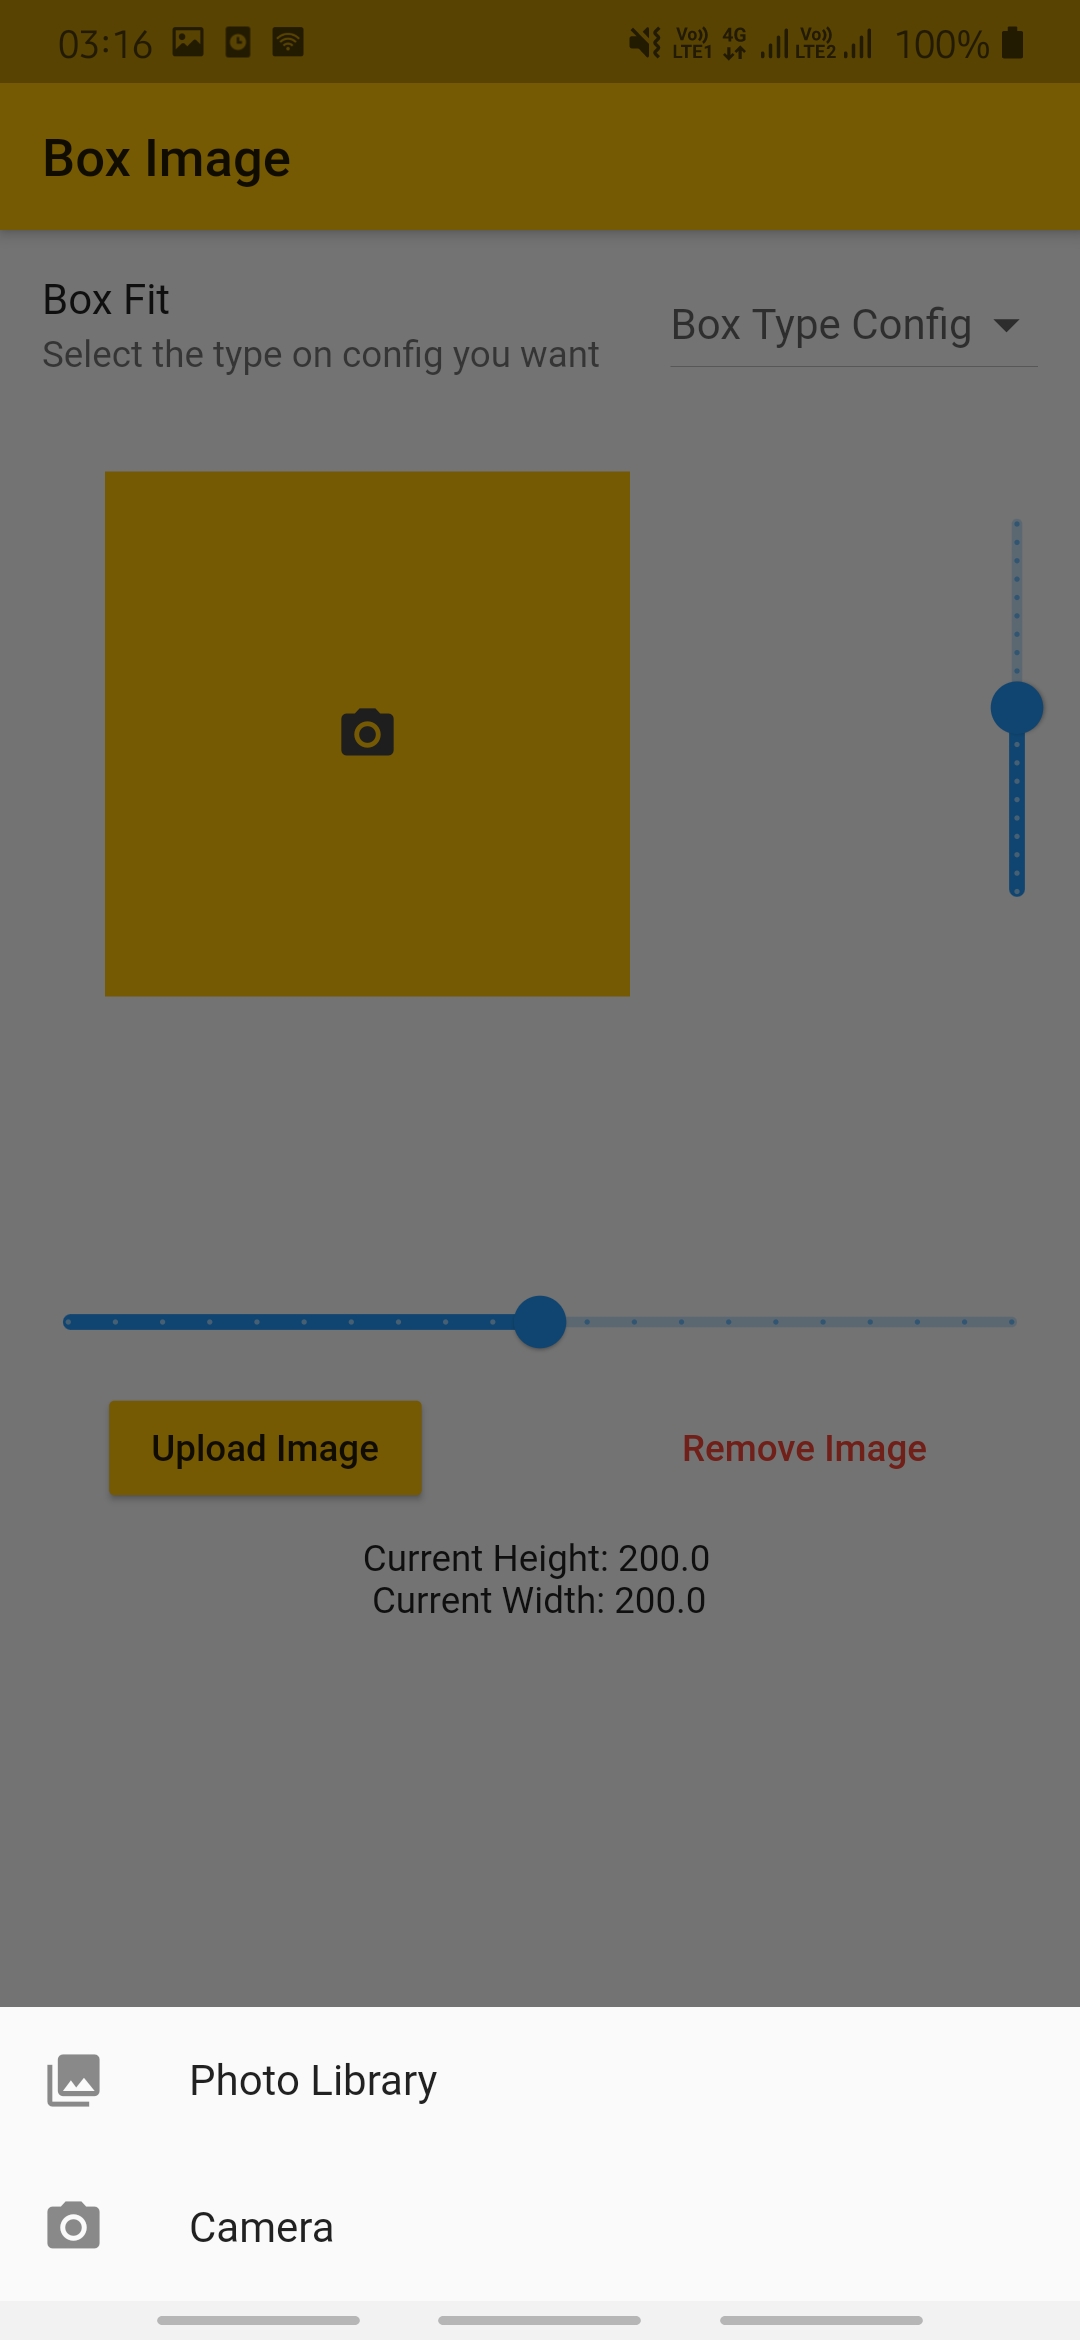 03:16 Vo)) LTE1 4G Vo)) LTE2 100%
Box Image
Box Fit
Select the type on config you want
Box Type Config
Upload Image
Remove Image
Current Height: 200.0
Current Width: 200.0
Photo Library
Camera